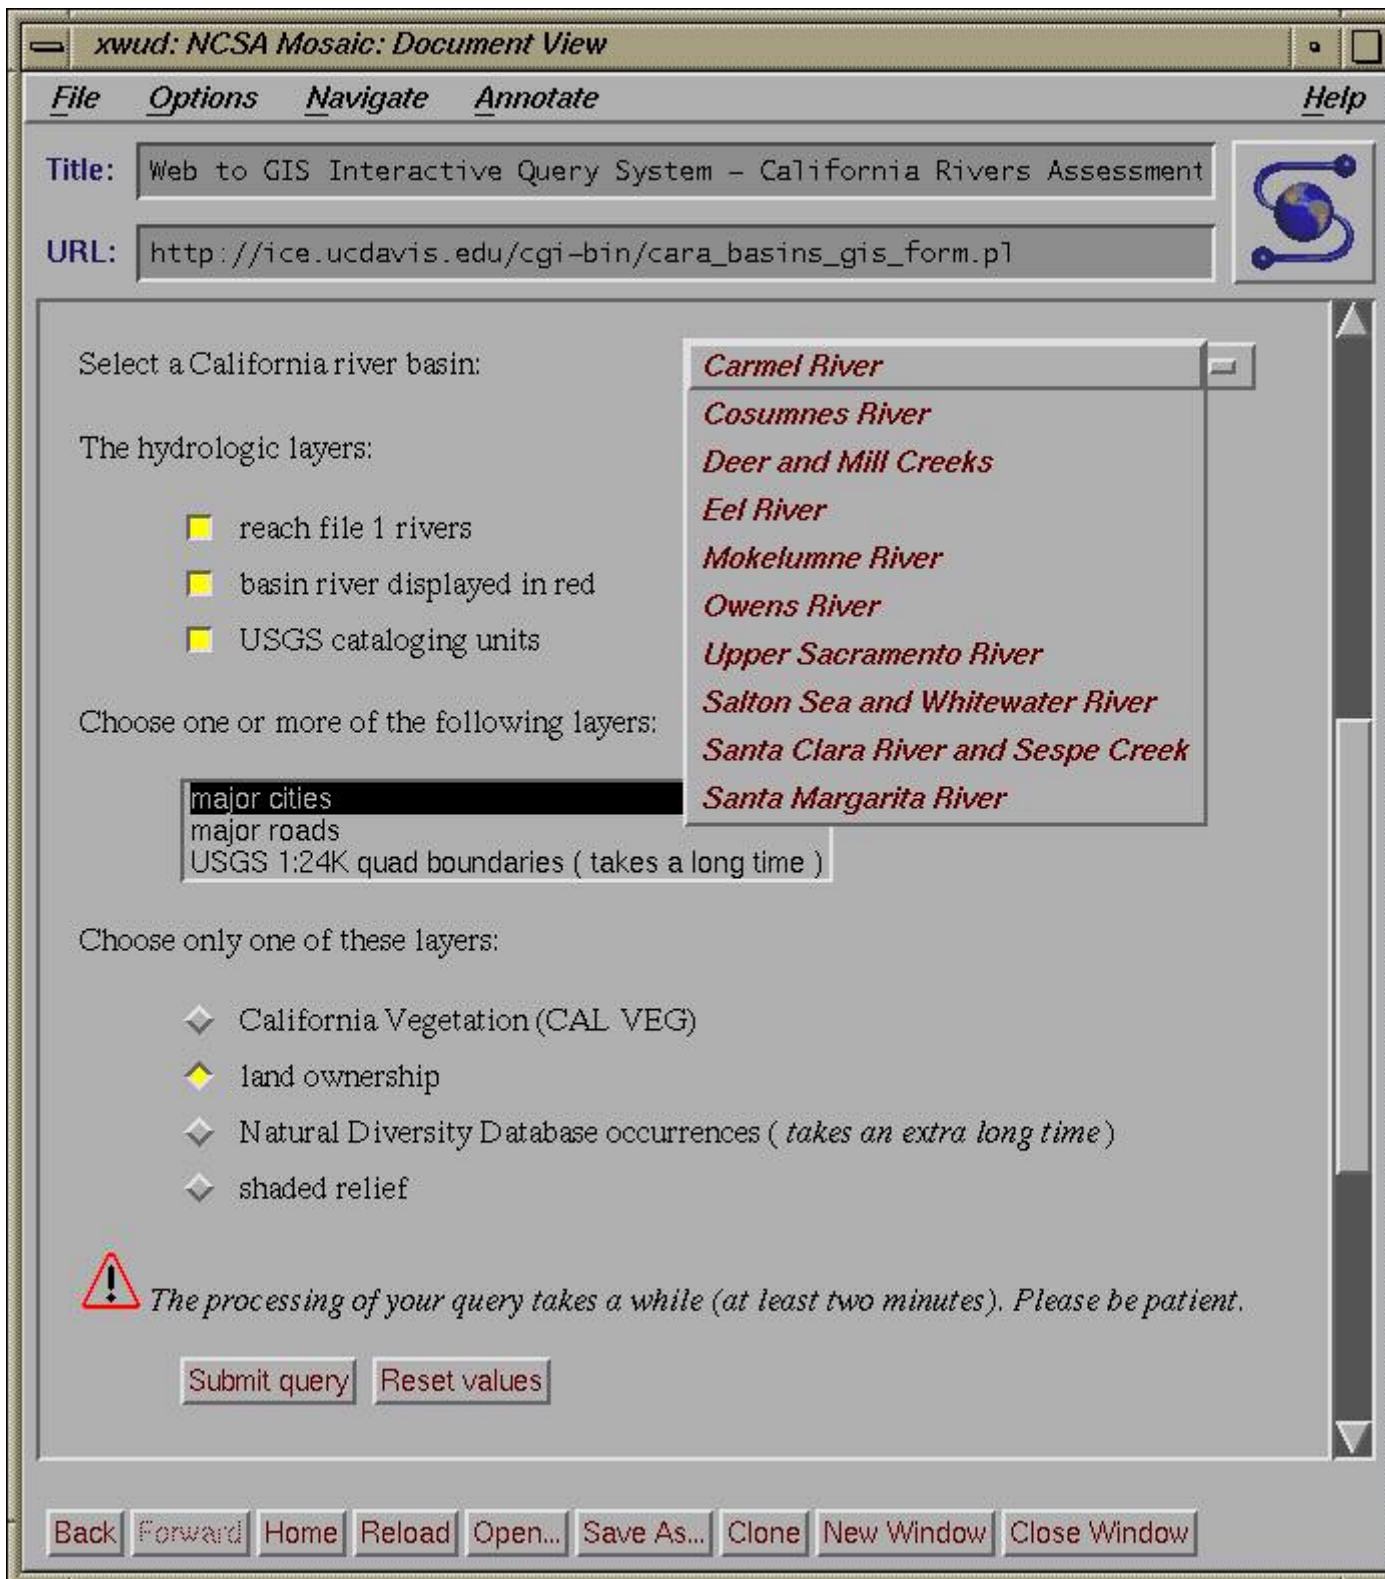 xwud: NCSA Mosaic: Document View
File Options Navigate Annotate Help
Title: Web to GIS Interactive Query System – California Rivers Assessment
URL: http://ice.ucdavis.edu/cgi-bin/cara_basins_gis_form.pl
Select a California river basin:
Carmel River
Cosumnes River
Deer and Mill Creeks
Eel River
Mokelumne River
Owens River
Upper Sacramento River
Salton Sea and Whitewater River
Santa Clara River and Sespe Creek
Santa Margarita River
The hydrologic layers:
reach file 1 rivers
basin river displayed in red
USGS cataloging units
Choose one or more of the following layers:
major cities
major roads
USGS 1:24K quad boundaries ( takes a long time )
Choose only one of these layers:
California Vegetation (CAL VEG)
land ownership
Natural Diversity Database occurrences ( takes an extra long time )
shaded relief
The processing of your query takes a while (at least two minutes). Please be patient.
Submit query Reset values
Back Forward Home Reload Open... Save As... Clone New Window Close Window